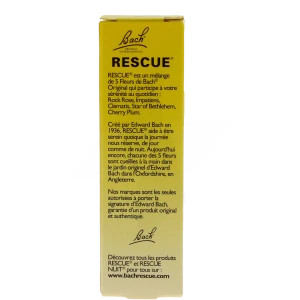 Bach
RESCUE®
RESCUE® est un mélange
de 5 Fleurs de Bach®
Original qui participe à votre
sérénité au quotidien :
Rock Rose, Impatiens,
Clematis, Star of Bethlehem,
Cherry Plum.
Créé par Edward Bach en
1936, RESCUE® aide à être
serein quoique la journée
nous réserve, de jour
comme de nuit. Aujourd'hui
encore, chacune des 5 fleurs
sont cueillies à la main dans
le jardin originel d'Edward
Bach dans l'Oxfordshire, en
Angleterre.
Nos marques sont les seules
autorisées à porter la
signature d'Edward Bach,
garantie d'un produit original
et authentique.
Bach
Découvrez tous les produits
RESCUE® et RESCUE
NUIT® pour tous sur :
www.bachrescue.com